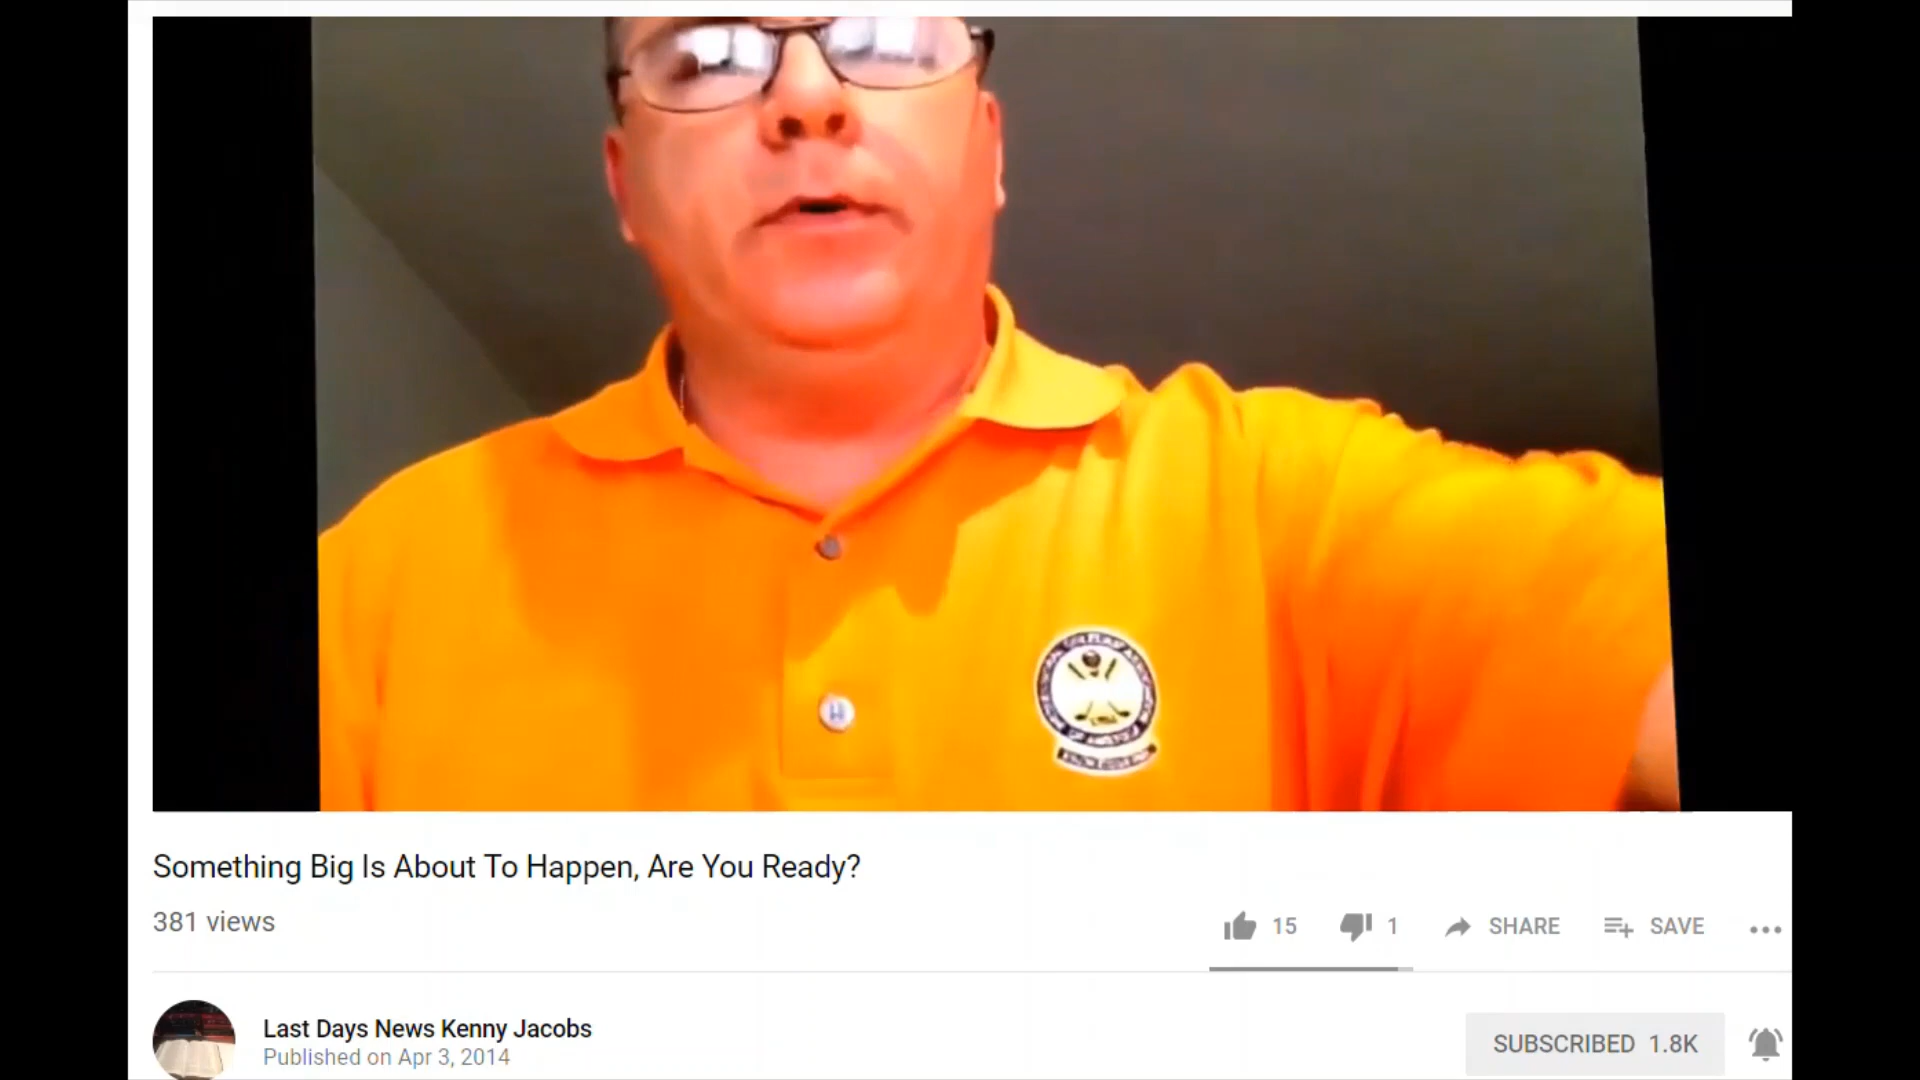 Something Big Is About To Happen, Are You Ready?
381 views
15 1 SHARE SAVE
Last Days News Kenny Jacobs
Published on Apr 3, 2014
SUBSCRIBED 1.8K